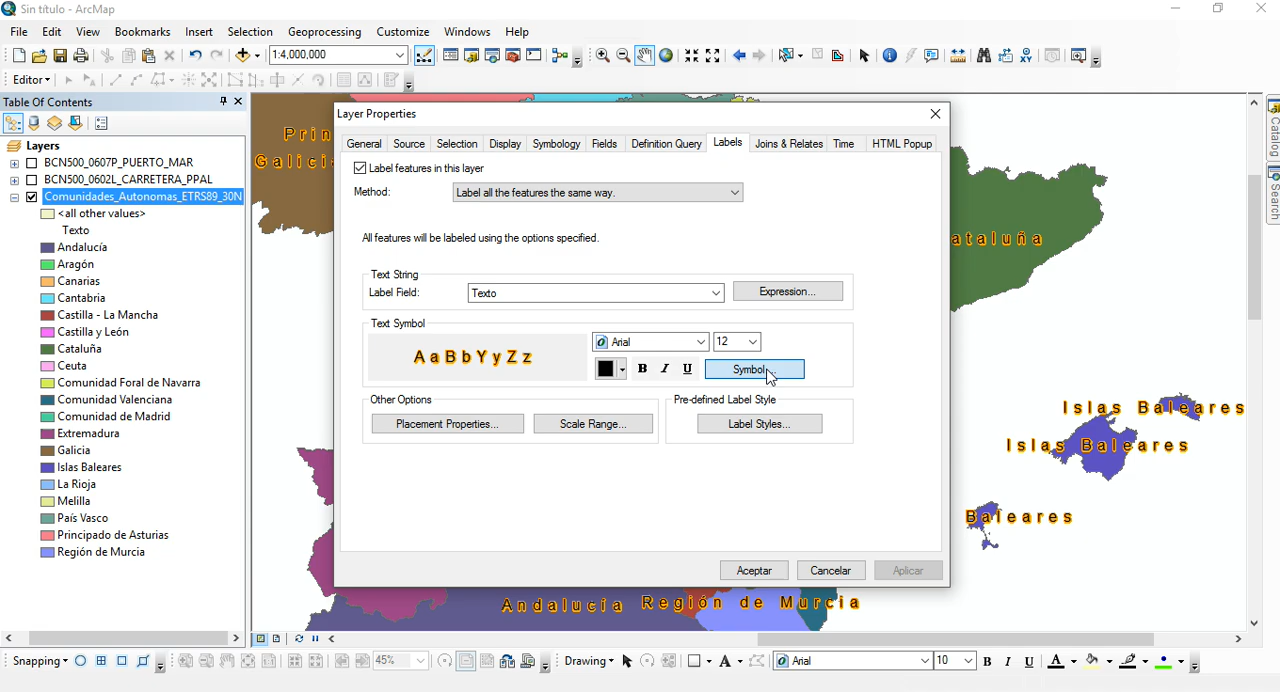 Sin título - ArcMap
File Edit View Bookmarks Insert Selection Geoprocessing Customize Windows Help
1:4,000,000
Editor
Table Of Contents
Layers
BCN500_0607P_PUERTO_MAR
BCN500_0602L_CARRETERA_PPAL
Comunidades_Autonomas_ETRS89_30N
<all other values>
Texto
Andalucía
Aragón
Canarias
Cantabria
Castilla - La Mancha
Castilla y León
Cataluña
Ceuta
Comunidad Foral de Navarra
Comunidad Valenciana
Comunidad de Madrid
Extremadura
Galicia
Islas Baleares
La Rioja
Melilla
País Vasco
Principado de Asturias
Región de Murcia
Prin
Galici
Layer Properties
General Source Selection Display Symbology Fields Definition Query Labels Joins & Relates Time HTML Popup
Label features in this layer
Method: Label all the features the same way.
All features will be labeled using the options specified.
Text String
Label Field: Texto Expression...
Text Symbol
AaBbYyZz
Arial 12
B I U Symbol...
Other Options
Placement Properties... Scale Range...
Pre-defined Label Style
Label Styles...
Aceptar Cancelar Aplicar
ataluña
Islas Baleares
Islas Baleares
Baleares
Andalucía Región de Murcia
Catalog
Search
Snapping 45% Drawing A Arial 10 B I U A